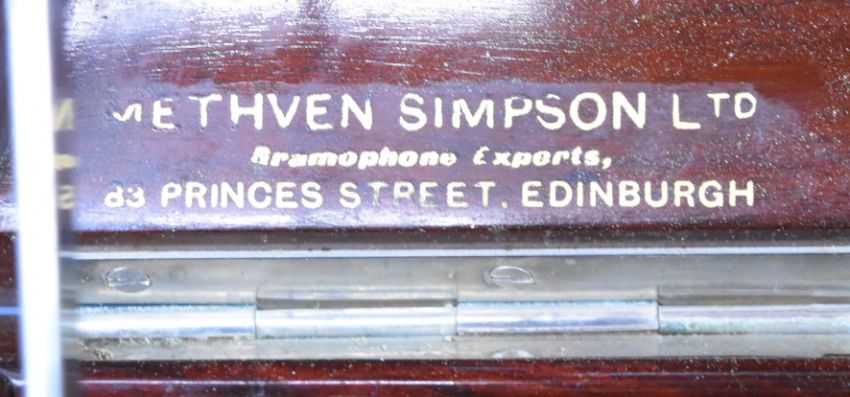 METHVEN SIMPSON LTD
Gramophone Experts,
83 PRINCES STREET. EDINBURGH